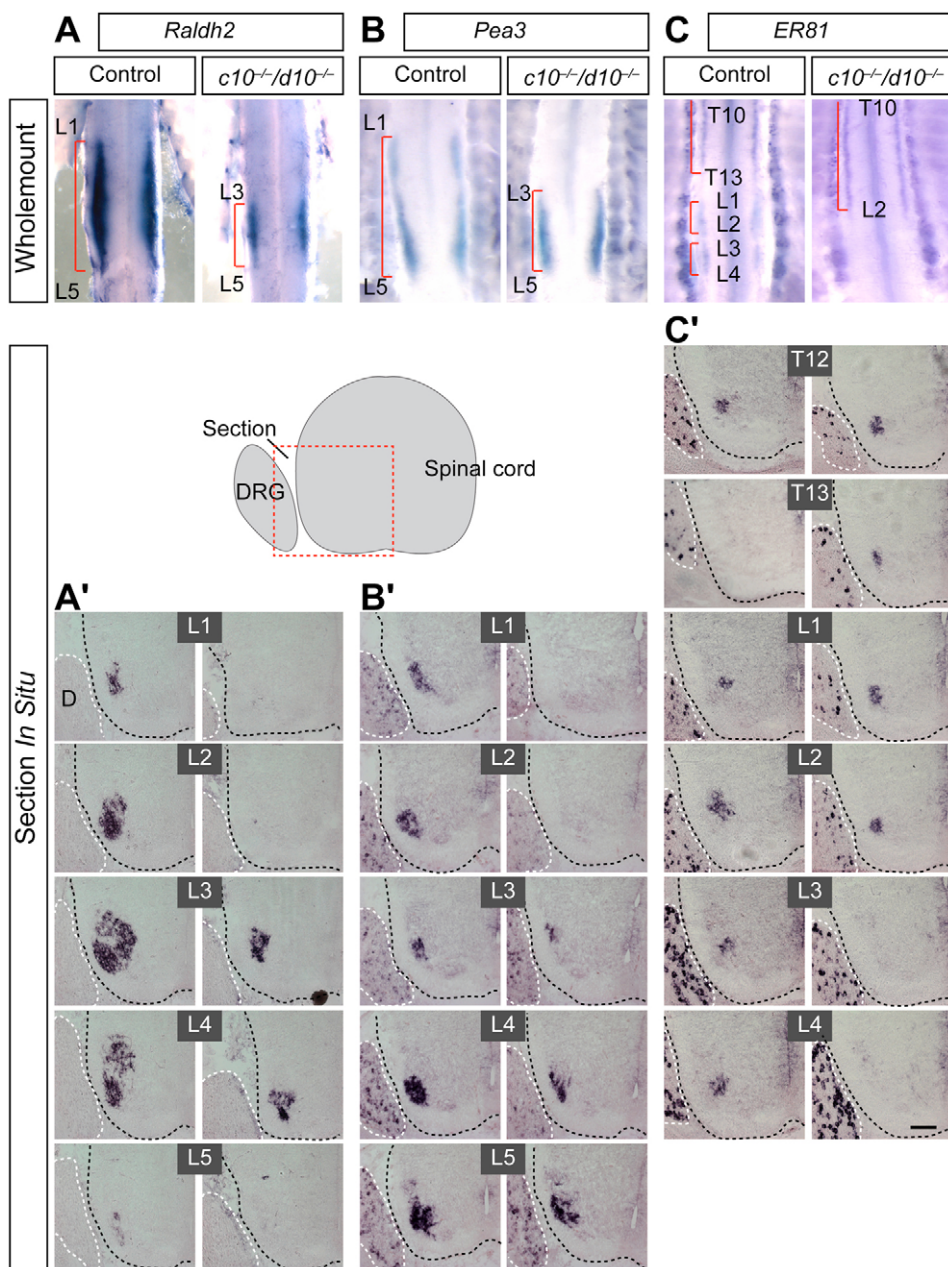 A Raldh2
B Pea3
C ER81
Control c10–/–/d10–/–
Control c10–/–/d10–/–
Control c10–/–/d10–/–
Wholemount
L1
L5
L3
L5
L1
L5
L3
L5
T10
T13
L1
L2
L3
L4
T10
L2
Section In Situ
Section
DRG
Spinal cord
A'
L1
D
L2
L3
L4
L5
B'
L1
L2
L3
L4
L5
C'
T12
T13
L1
L2
L3
L4